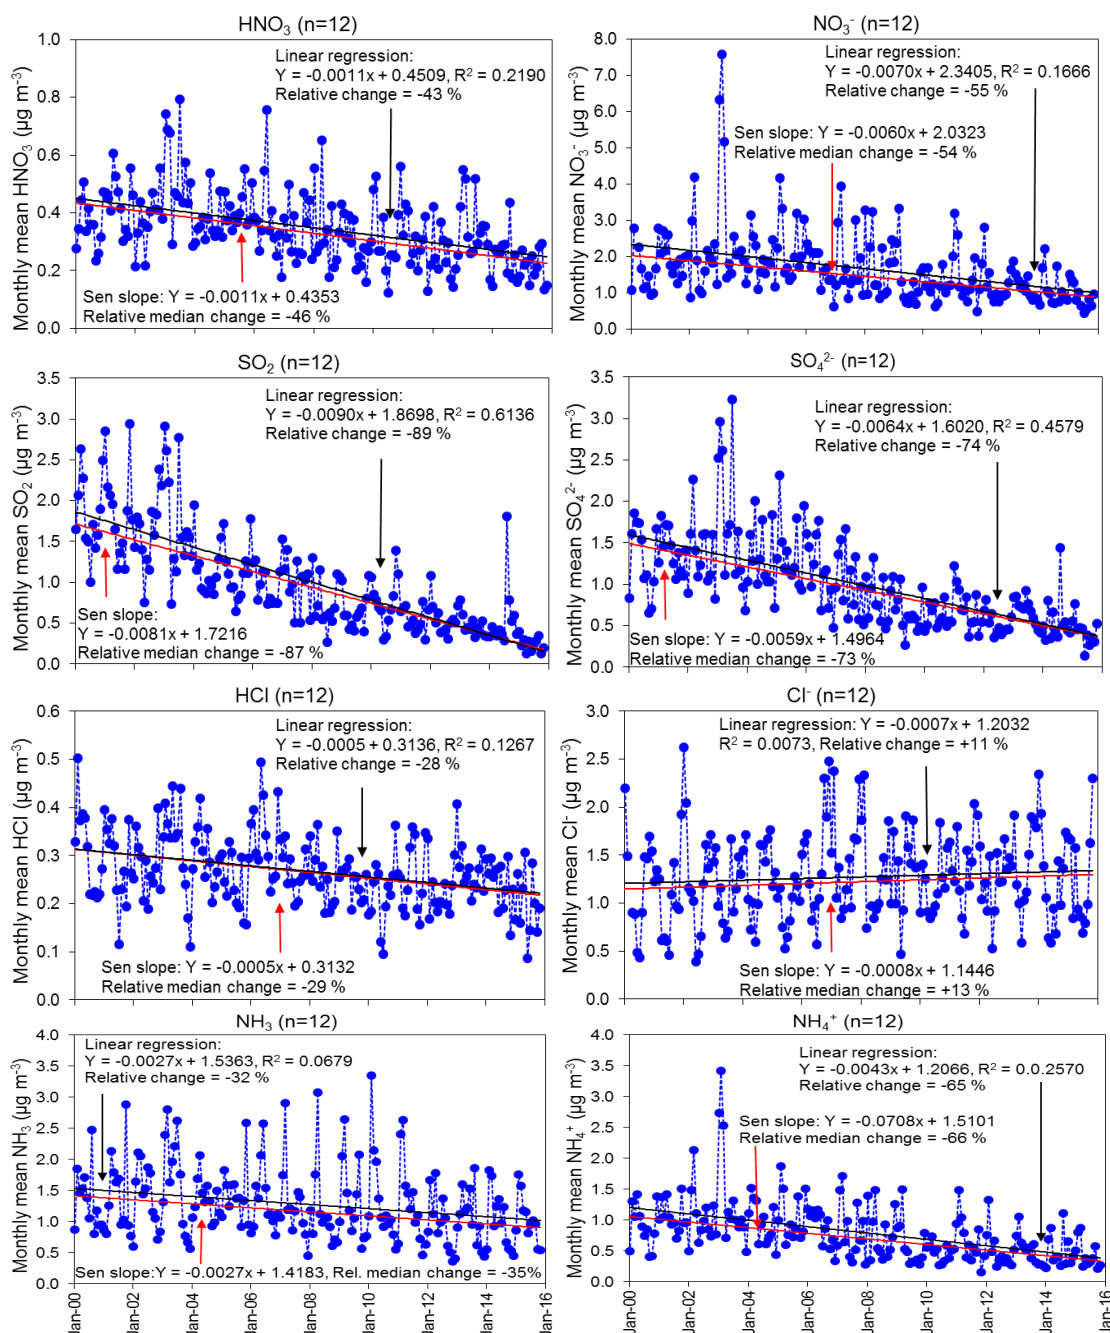 HNO₃ (n=12)
Linear regression:
Y = -0.0011x + 0.4509, R² = 0.2190
Relative change = -43 %
Sen slope: Y = -0.0011x + 0.4353
Relative median change = -46 %
Monthly mean HNO₃ (µg m⁻³)
1.0
0.8
0.6
0.4
0.2
0.0
NO₃⁻ (n=12)
Linear regression:
Y = -0.0070x + 2.3405, R² = 0.1666
Relative change = -55 %
Sen slope: Y = -0.0060x + 2.0323
Relative median change = -54 %
Monthly mean NO₃⁻ (µg m⁻³)
8.0
7.0
6.0
5.0
4.0
3.0
2.0
1.0
0.0
SO₂ (n=12)
Linear regression:
Y = -0.0090x + 1.8698, R² = 0.6136
Relative change = -89 %
Sen slope:
Y = -0.0081x + 1.7216
Relative median change = -87 %
Monthly mean SO₂ (µg m⁻³)
3.5
3.0
2.5
2.0
1.5
1.0
0.5
0.0
SO₄²⁻ (n=12)
Linear regression:
Y = -0.0064x + 1.6020, R² = 0.4579
Relative change = -74 %
Sen slope: Y = -0.0059x + 1.4964
Relative median change = -73 %
Monthly mean SO₄²⁻ (µg m⁻³)
3.5
3.0
2.5
2.0
1.5
1.0
0.5
0.0
HCl (n=12)
Linear regression:
Y = -0.0005 + 0.3136, R² = 0.1267
Relative change = -28 %
Sen slope: Y = -0.0005x + 0.3132
Relative median change = -29 %
Monthly mean HCl (µg m⁻³)
0.6
0.5
0.4
0.3
0.2
0.1
0.0
Cl⁻ (n=12)
Linear regression: Y = -0.0007x + 1.2032
R² = 0.0073, Relative change = +11 %
Sen slope: Y = -0.0008x + 1.1446
Relative median change = +13 %
Monthly mean Cl⁻ (µg m⁻³)
3.0
2.5
2.0
1.5
1.0
0.5
0.0
NH₃ (n=12)
Linear regression:
Y = -0.0027x + 1.5363, R² = 0.0679
Relative change = -32 %
Sen slope:Y = -0.0027x + 1.4183, Rel. median change = -35%
Monthly mean NH₃ (µg m⁻³)
4.0
3.5
3.0
2.5
2.0
1.5
1.0
0.5
0.0
Jan-00
Jan-02
Jan-04
Jan-06
Jan-08
Jan-10
Jan-12
Jan-14
Jan-16
NH₄⁺ (n=12)
Linear regression:
Y = -0.0043x + 1.2066, R² = 0.0.2570
Relative change = -65 %
Sen slope: Y = -0.0708x + 1.5101
Relative median change = -66 %
Monthly mean NH₄⁺ (µg m⁻³)
4.0
3.5
3.0
2.5
2.0
1.5
1.0
0.5
0.0
Jan-00
Jan-02
Jan-04
Jan-06
Jan-08
Jan-10
Jan-12
Jan-14
Jan-16